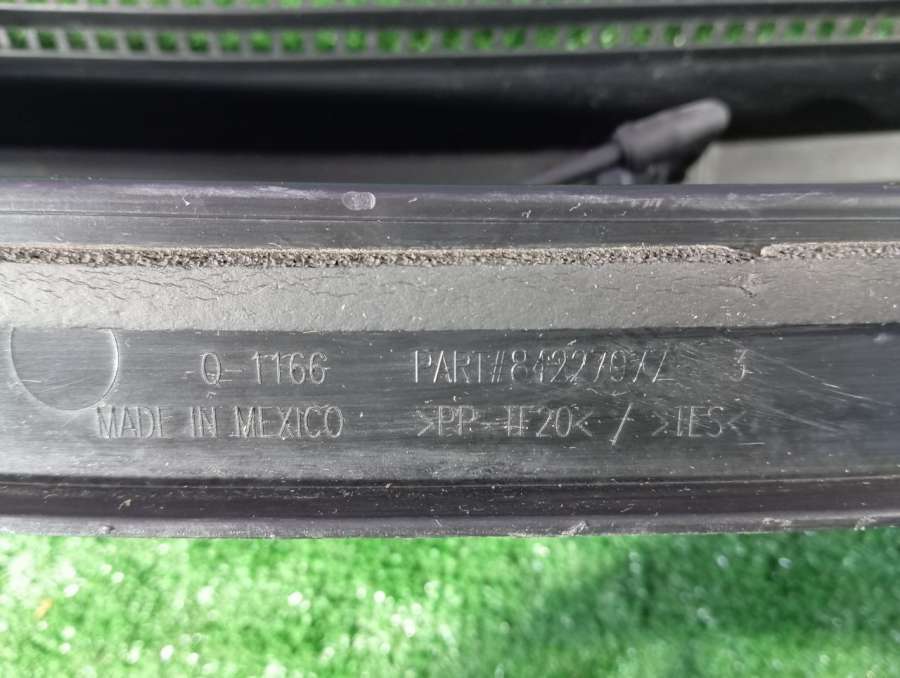 Q-1166 PART#84227977 3
MADE IN MEXICO >PP-TF20< / >TES<